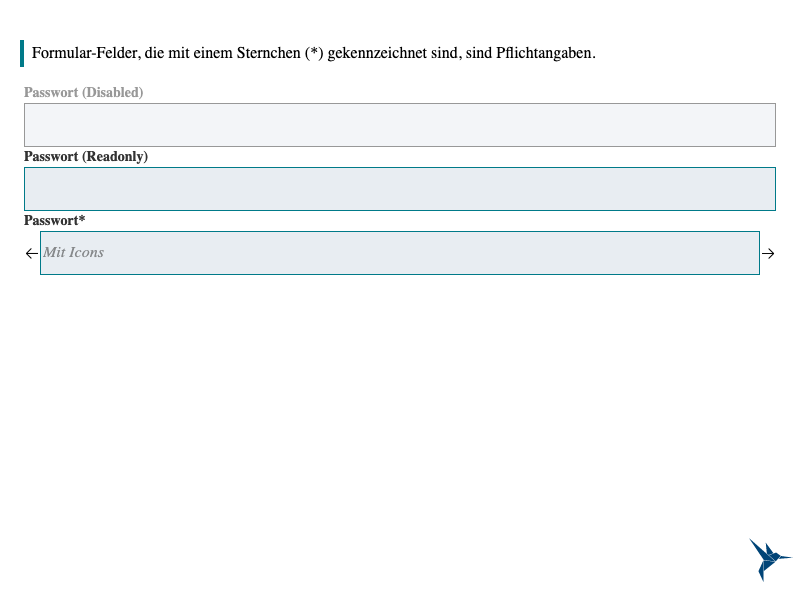 Formular-Felder, die mit einem Sternchen (*) gekennzeichnet sind, sind Pflichtangaben.
Passwort (Disabled)
Passwort (Readonly)
Passwort*
Mit Icons